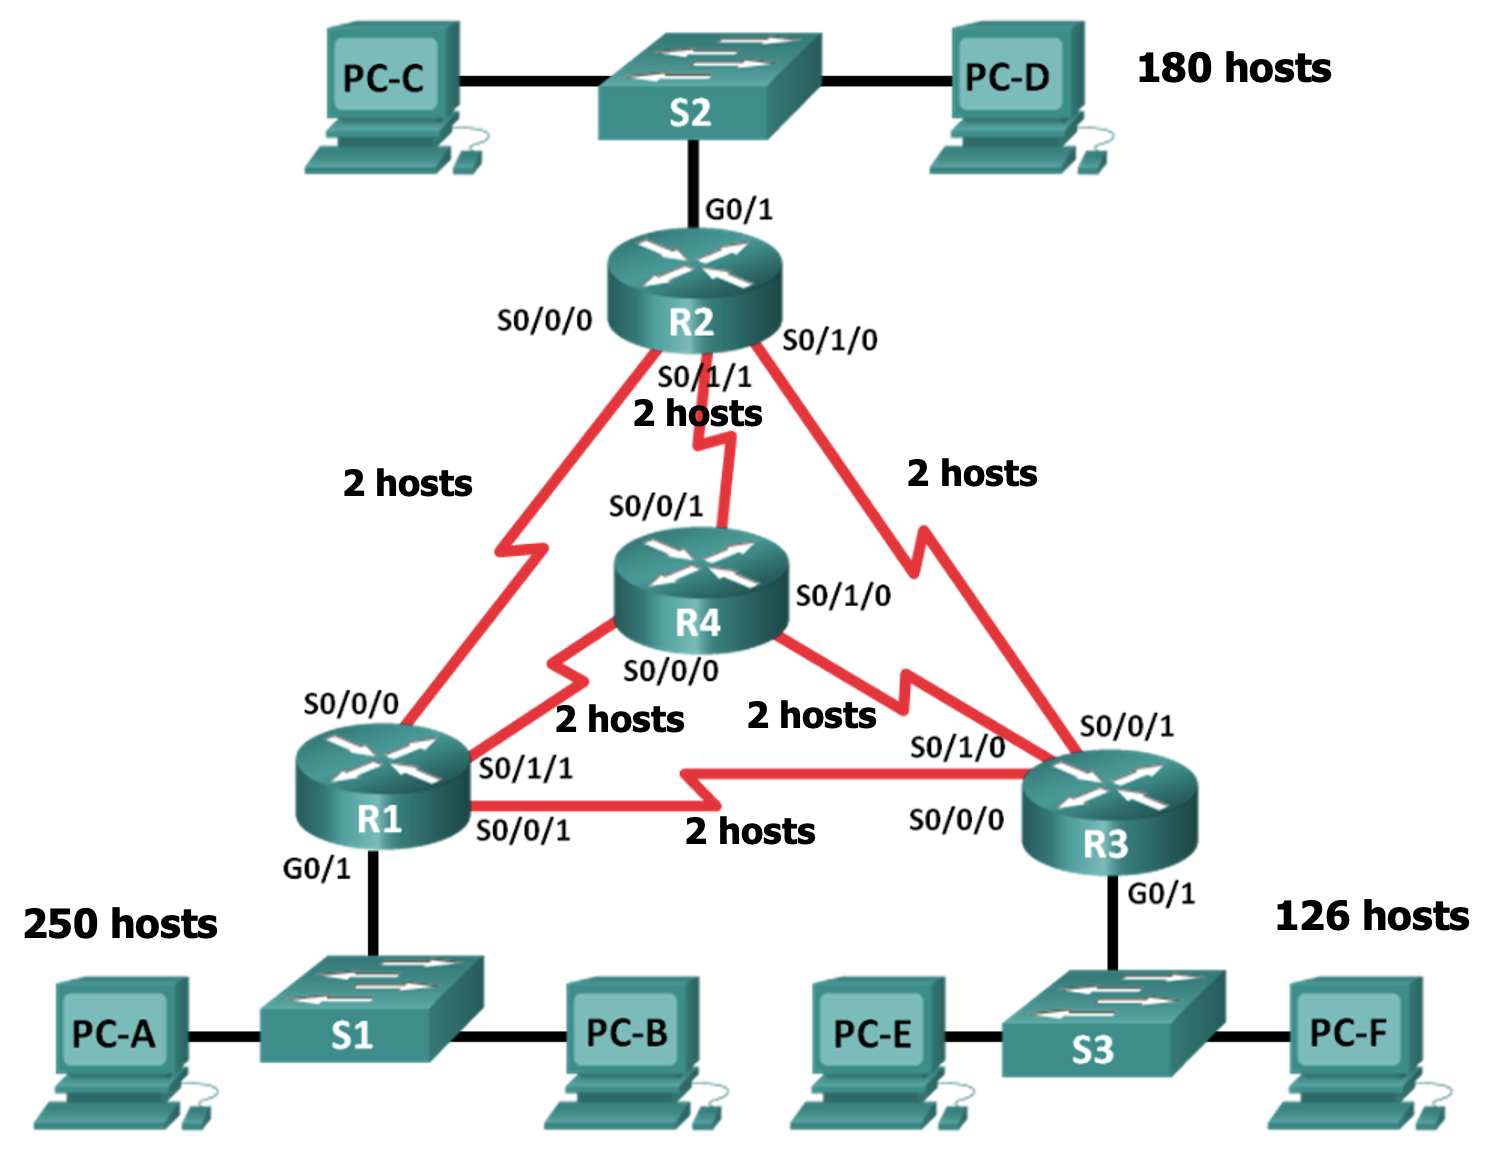 PC-C
S2
PC-D
180 hosts
G0/1
R2
S0/0/0
S0/1/0
S0/1/1
2 hosts
2 hosts
2 hosts
S0/0/1
R4
S0/1/0
S0/0/0
2 hosts
2 hosts
S0/0/0
S0/0/1
S0/1/0
S0/1/1
R1
S0/0/1
2 hosts
S0/0/0
R3
G0/1
G0/1
250 hosts
126 hosts
PC-A
S1
PC-B
PC-E
S3
PC-F